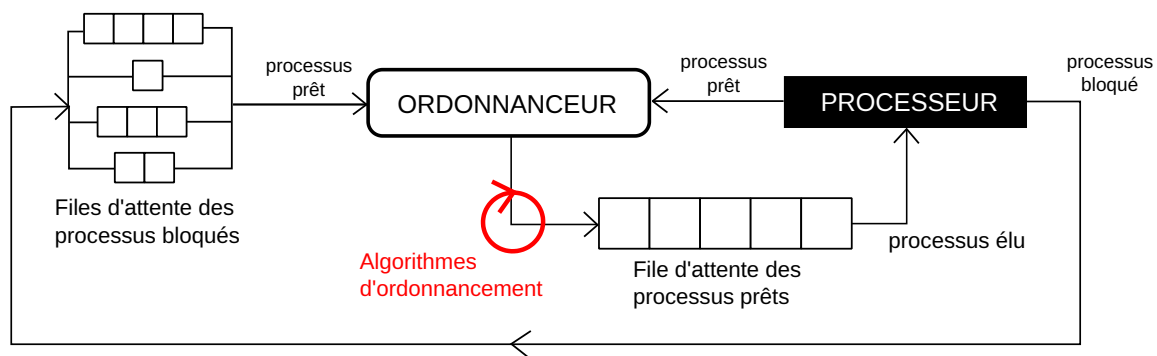 processus
prêt
ORDONNANCEUR
processus
prêt
PROCESSEUR
processus
bloqué
Files d'attente des
processus bloqués
Algorithmes
d'ordonnancement
File d'attente des
processus prêts
processus élu